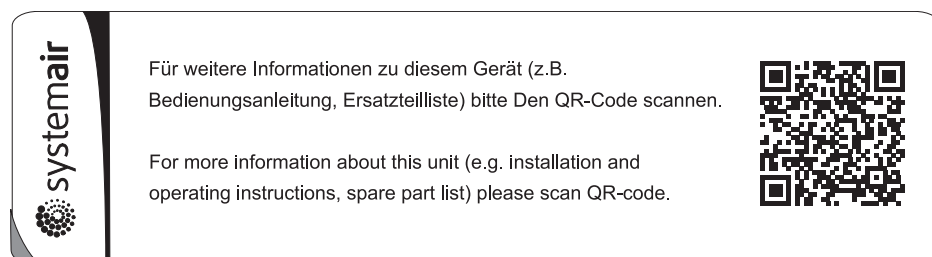 systemair
Für weitere Informationen zu diesem Gerät (z.B.
Bedienungsanleitung, Ersatzteilliste) bitte Den QR-Code scannen.
For more information about this unit (e.g. installation and
operating instructions, spare part list) please scan QR-code.